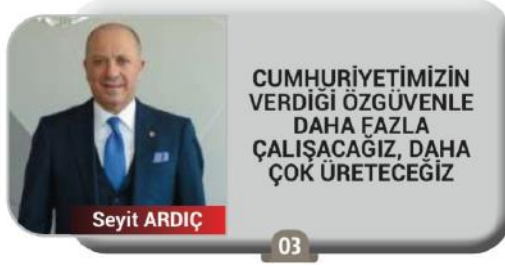 CUMHURİYETİMİZİN
VERDİĞİ ÖZGÜVENLE
DAHA FAZLA
ÇALIŞACAĞIZ, DAHA
ÇOK ÜRETECEĞİZ
Seyit ARDIÇ
03